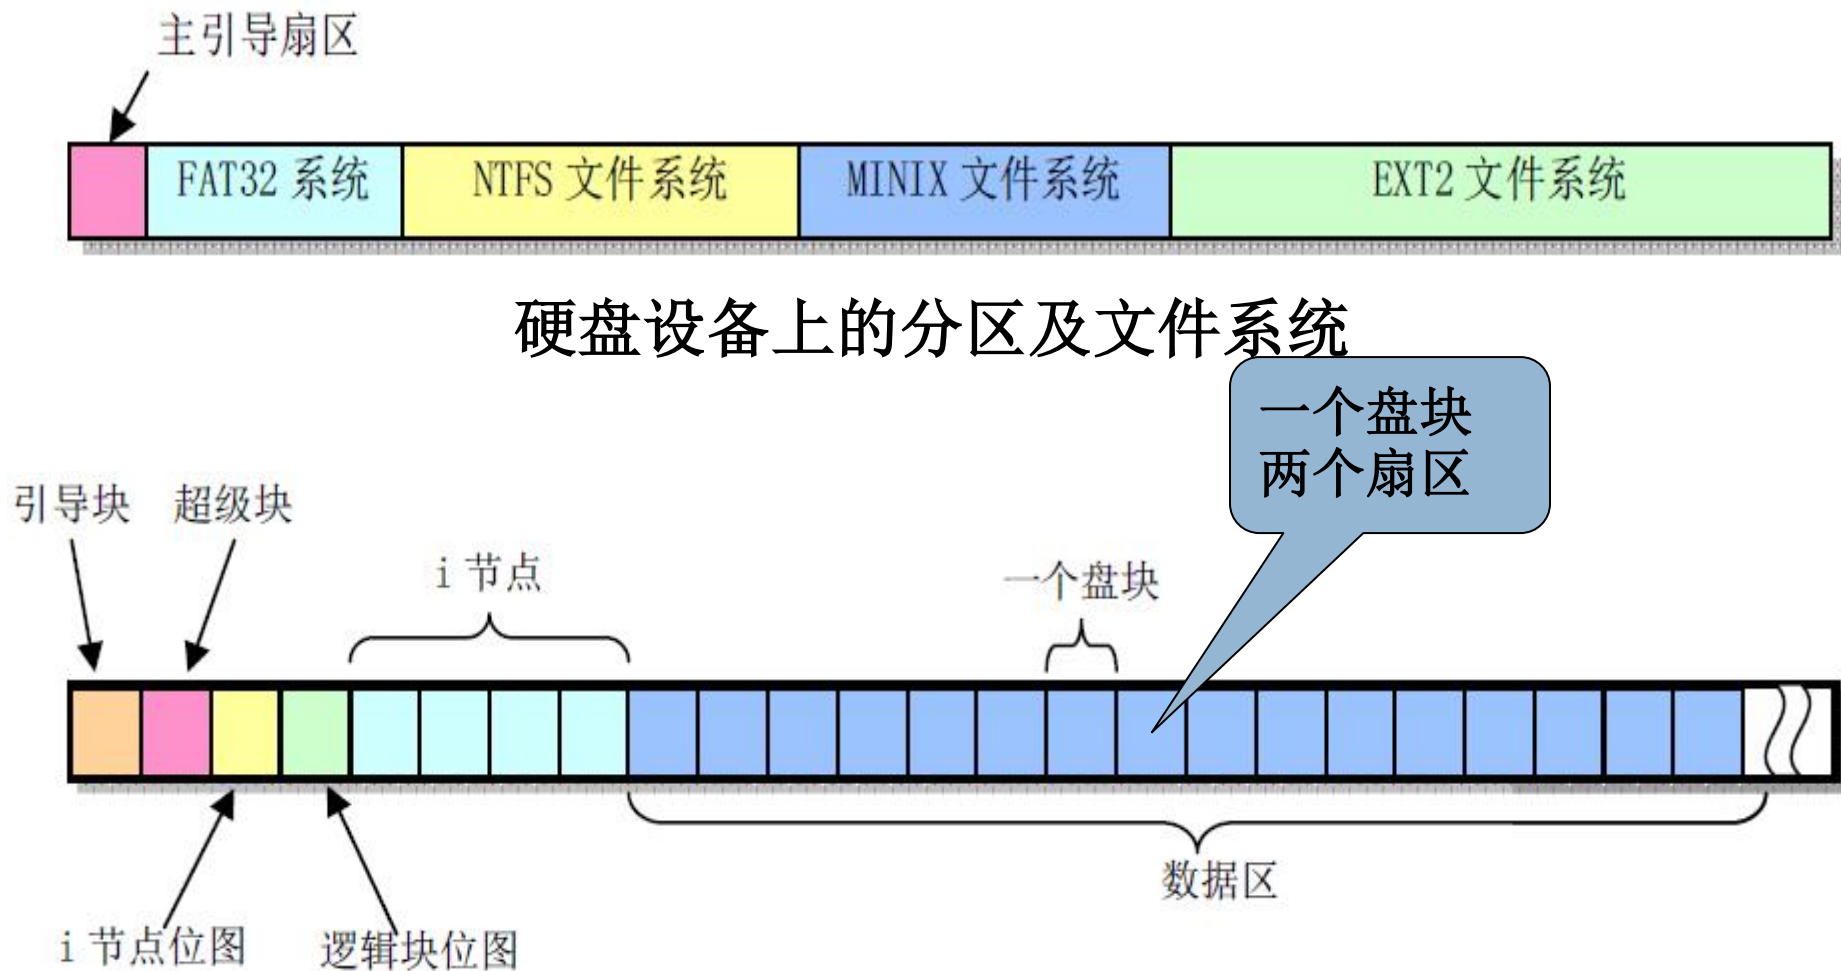 主引导扇区
FAT32 系统
NTFS 文件系统
MINIX 文件系统
EXT2 文件系统
硬盘设备上的分区及文件系统
一个盘块
两个扇区
引导块
超级块
i 节点
一个盘块
数据区
i 节点位图
逻辑块位图